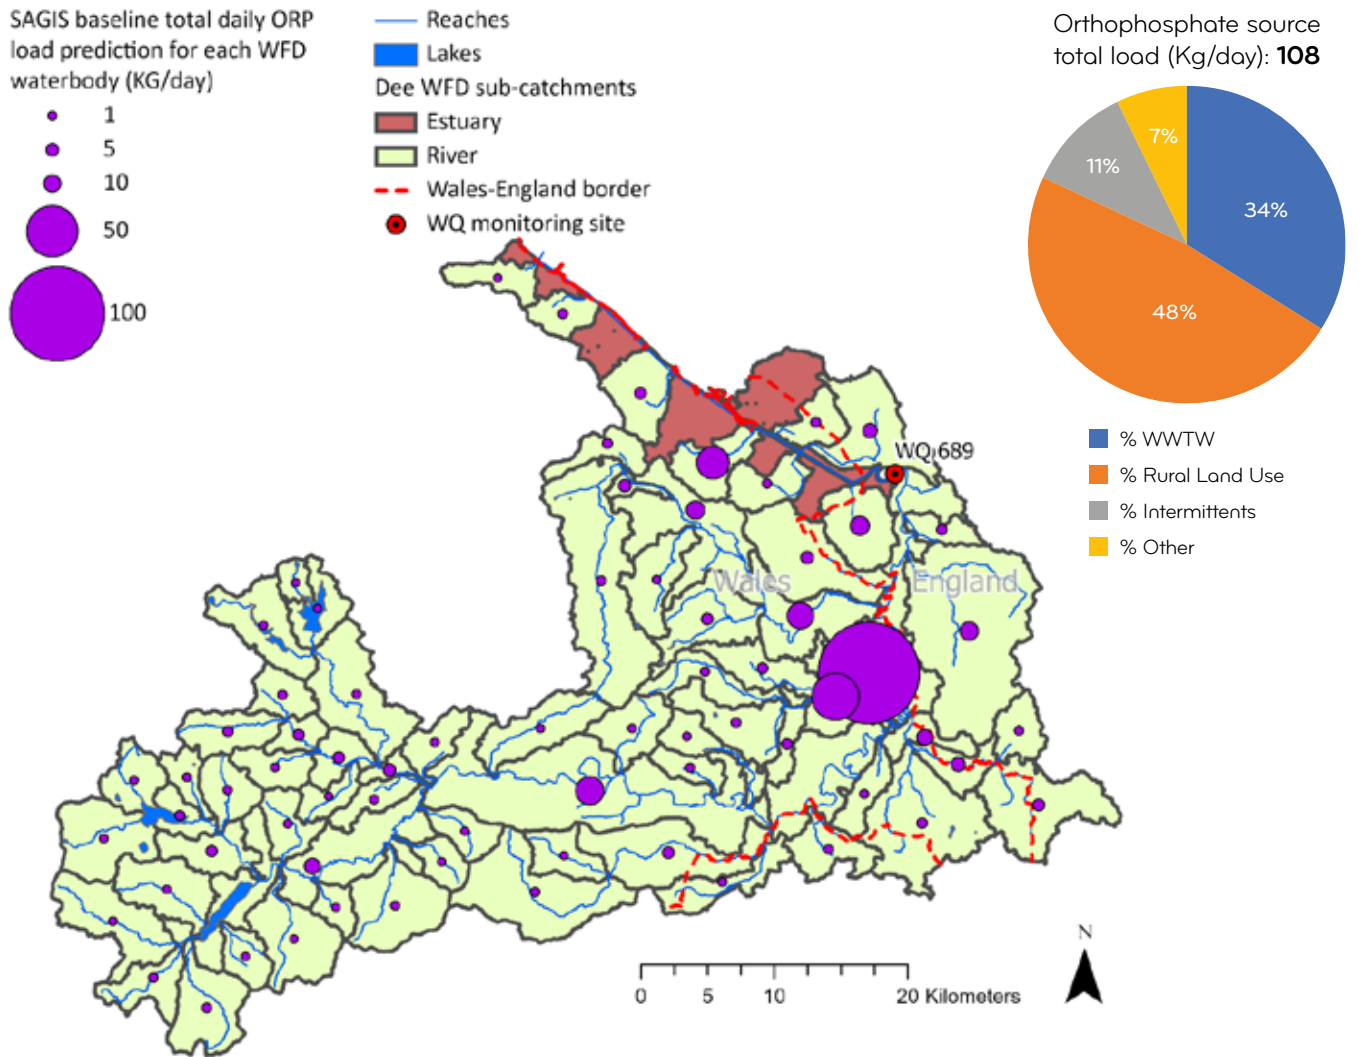 SAGIS baseline total daily ORP
load prediction for each WFD
waterbody (KG/day)
1
5
10
50
100
Reaches
Lakes
Dee WFD sub-catchments
Estuary
River
Wales-England border
WQ monitoring site
Orthophosphate source
total load (Kg/day): 108
7%
11%
34%
48%
% WWTW
% Rural Land Use
% Intermittents
% Other
WQ689
Wales
England
N
0 5 10 20 Kilometers